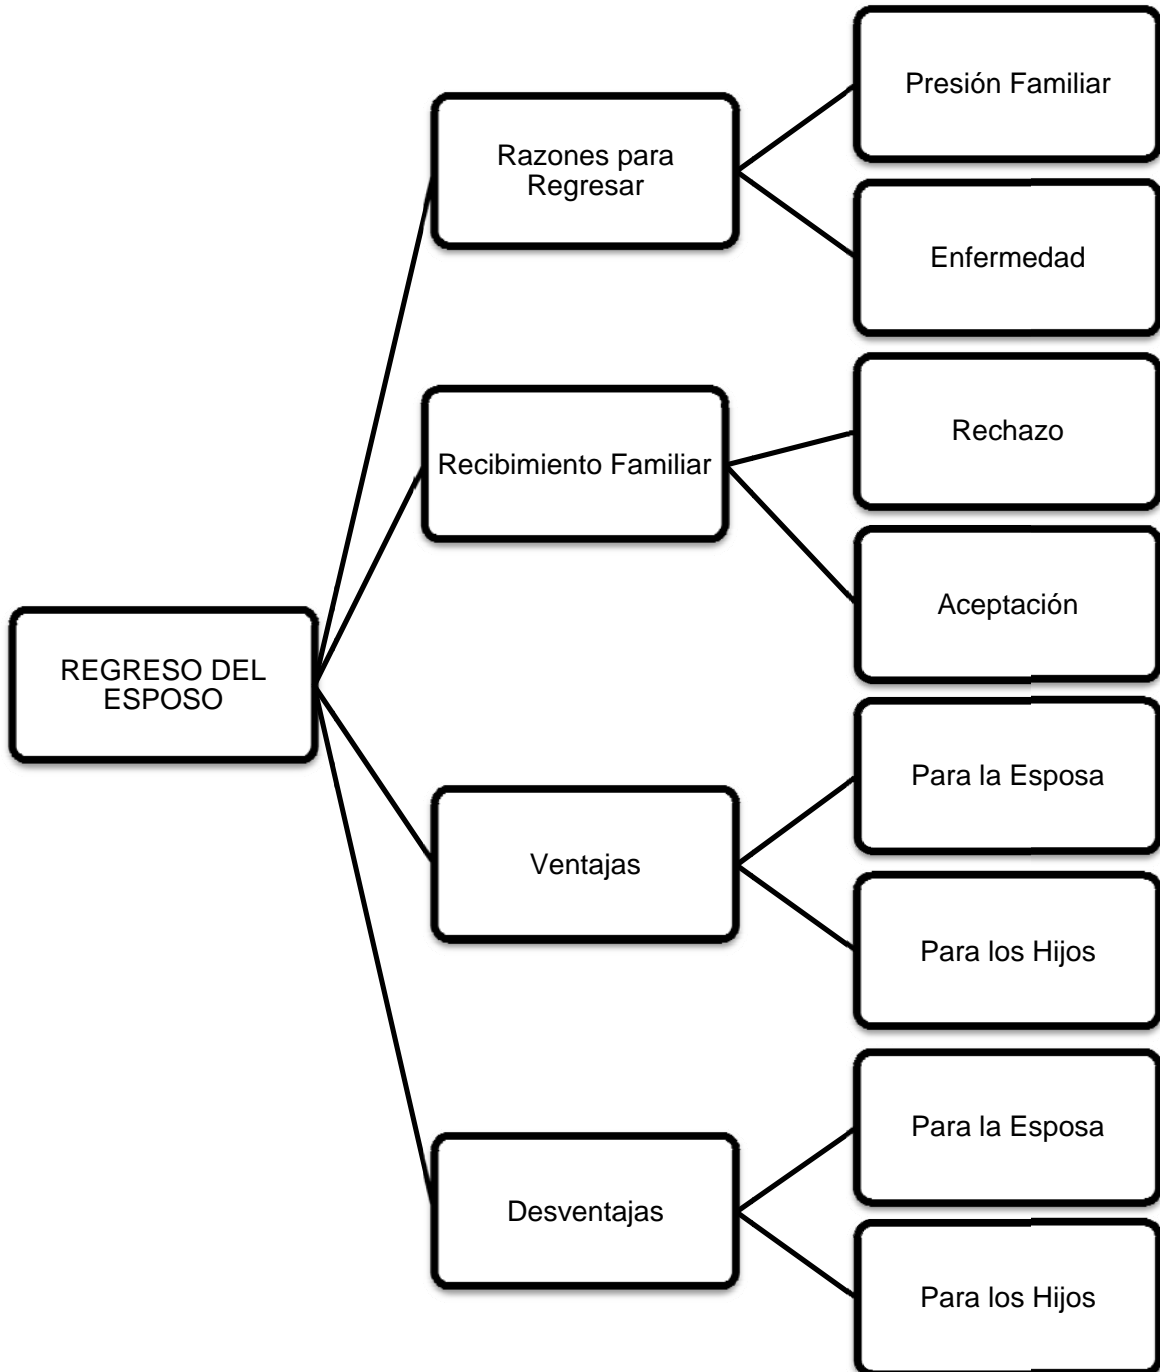 REGRESO DEL
ESPOSO
Razones para
Regresar
Presión Familiar
Enfermedad
Recibimiento Familiar
Rechazo
Aceptación
Ventajas
Para la Esposa
Para los Hijos
Desventajas
Para la Esposa
Para los Hijos